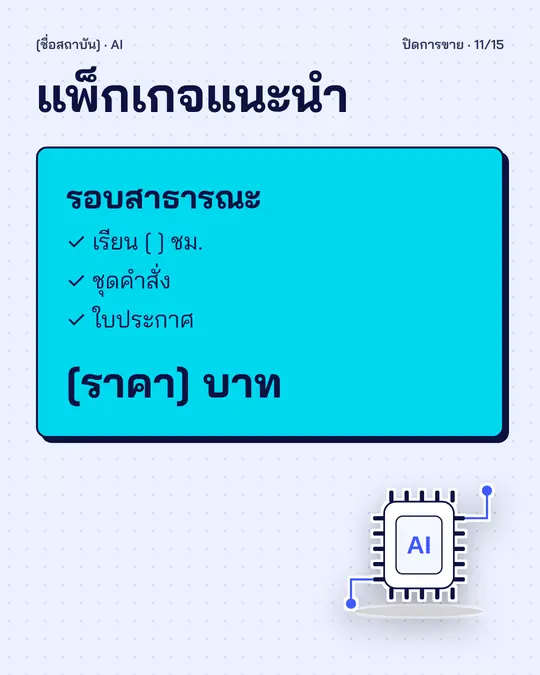 [ชื่อสถาบัน] · AI
ปิดการขาย · 11/15
แพ็กเกจแนะนำ
รอบสาธารณะ
✓ เรียน [ ] ชม.
✓ ชุดคำสั่ง
✓ ใบประกาศ
[ราคา] บาท
AI